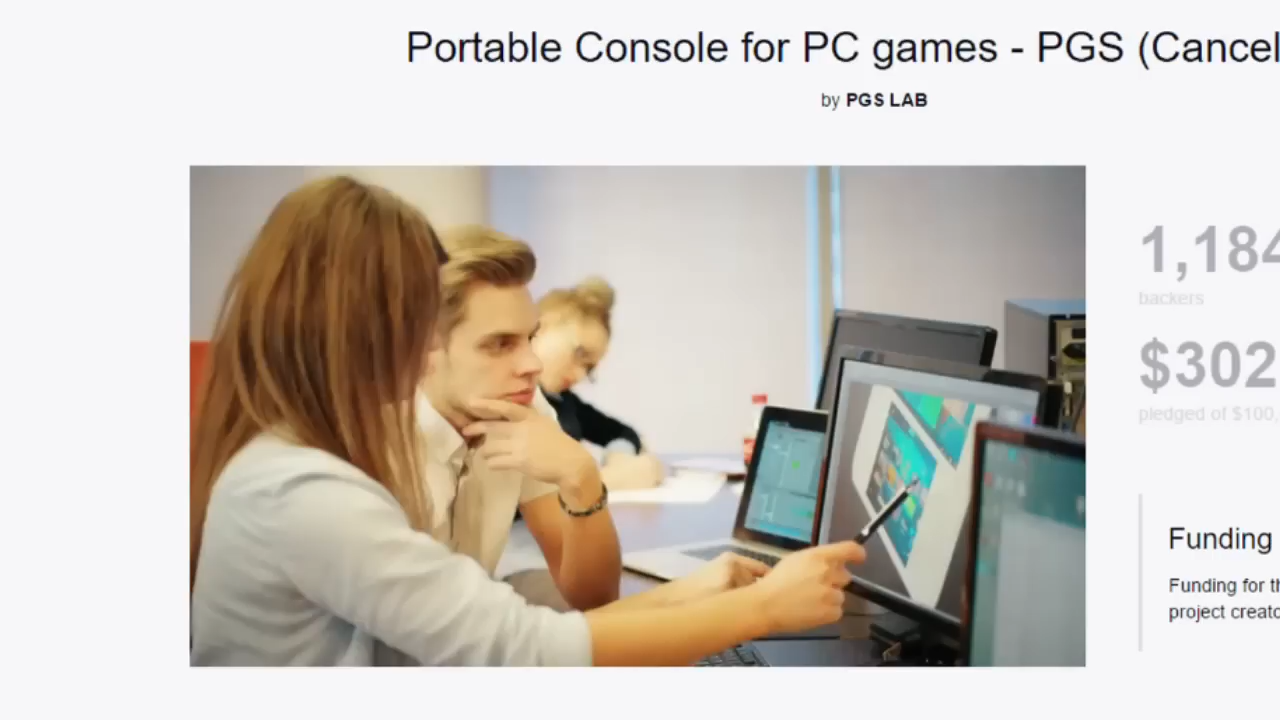 Portable Console for PC games - PGS (Cancel
by PGS LAB
1,184
backers
$302
pledged of $100,
Funding
Funding for th
project creato